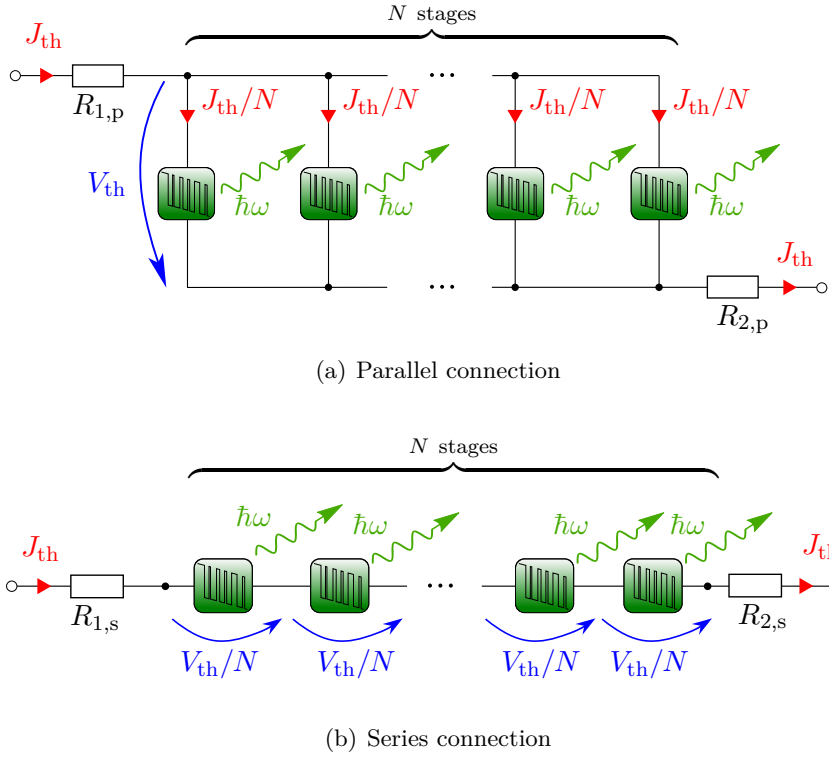 N stages
J_th
R_1,p
J_th/N J_th/N J_th/N J_th/N
V_th
ħω ħω ħω ħω
...
...
J_th
R_2,p
(a) Parallel connection
N stages
ħω ħω ħω ħω
J_th
R_1,s
...
J_th
R_2,s
V_th/N V_th/N V_th/N V_th/N
(b) Series connection